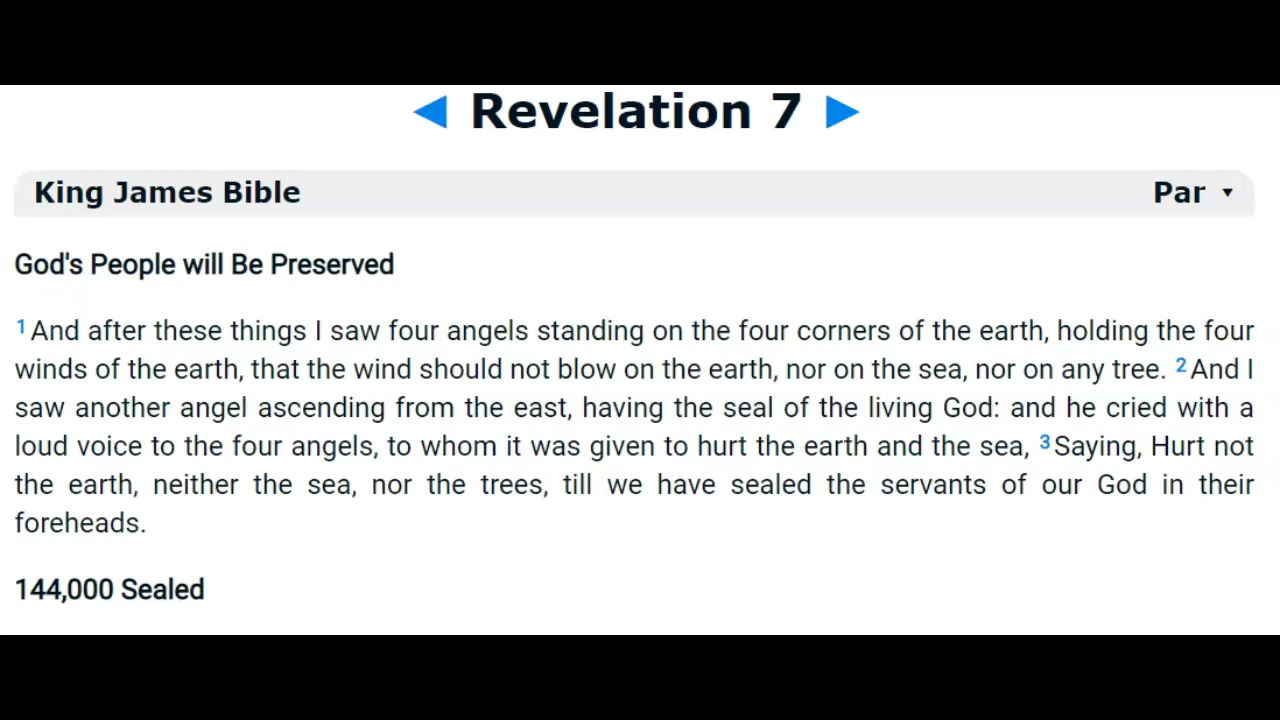 ◀ Revelation 7 ▶
King James Bible Par ▼
God's People will Be Preserved
1 And after these things I saw four angels standing on the four corners of the earth, holding the four
winds of the earth, that the wind should not blow on the earth, nor on the sea, nor on any tree. 2 And I
saw another angel ascending from the east, having the seal of the living God: and he cried with a
loud voice to the four angels, to whom it was given to hurt the earth and the sea, 3 Saying, Hurt not
the earth, neither the sea, nor the trees, till we have sealed the servants of our God in their
foreheads.
144,000 Sealed